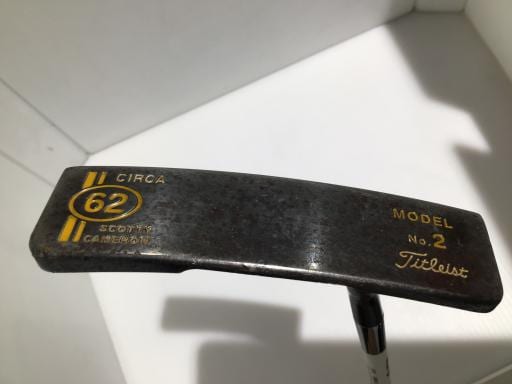 CIRCA
62
SCOTTY
CAMERON
MODEL
No. 2
Titleist